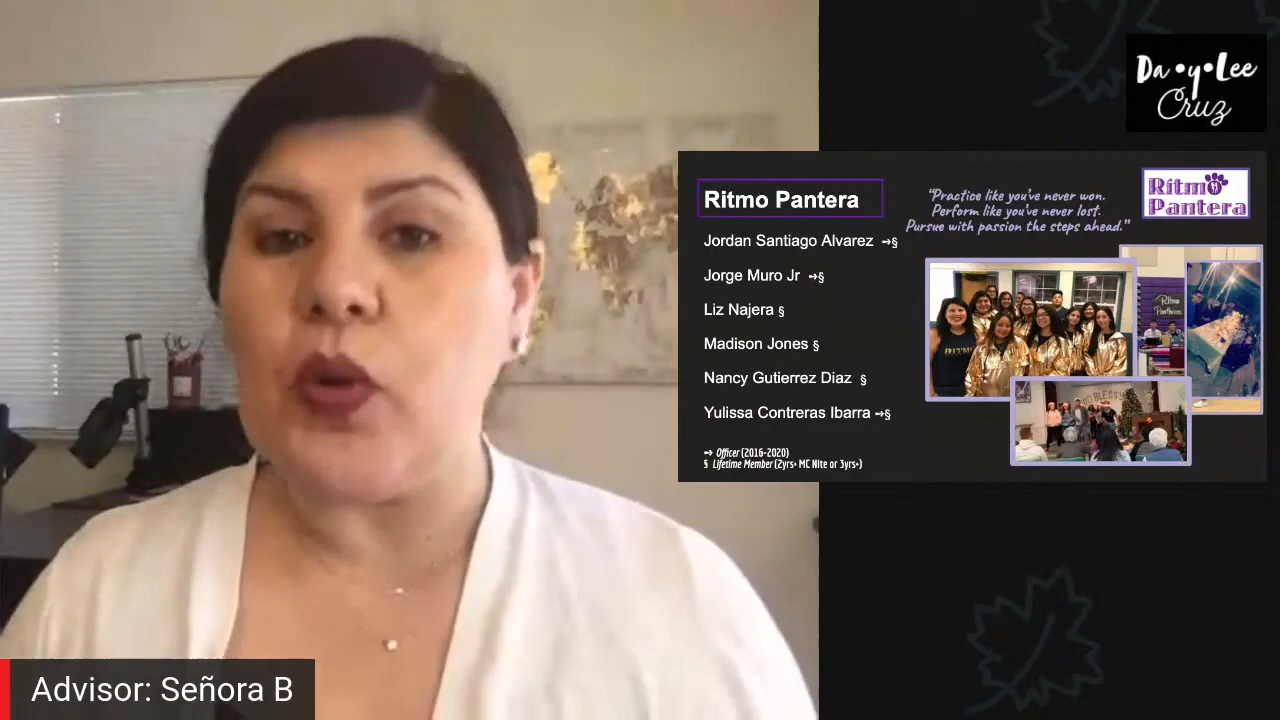 Da•y•Lee
Cruz
Ritmo Pantera
Jordan Santiago Alvarez →§
Jorge Muro Jr →§
Liz Najera §
Madison Jones §
Nancy Gutierrez Diaz §
Yulissa Contreras Ibarra →§
→ Officer (2016-2020)
§ Lifetime Member (2yrs+ MC Nite or 3yrs+)
“Practice like you've never won.
Perform like you've never lost.
Pursue with passion the steps ahead.”
Ritmo
Pantera
RITMO
Ritmo
Advisor: Señora B